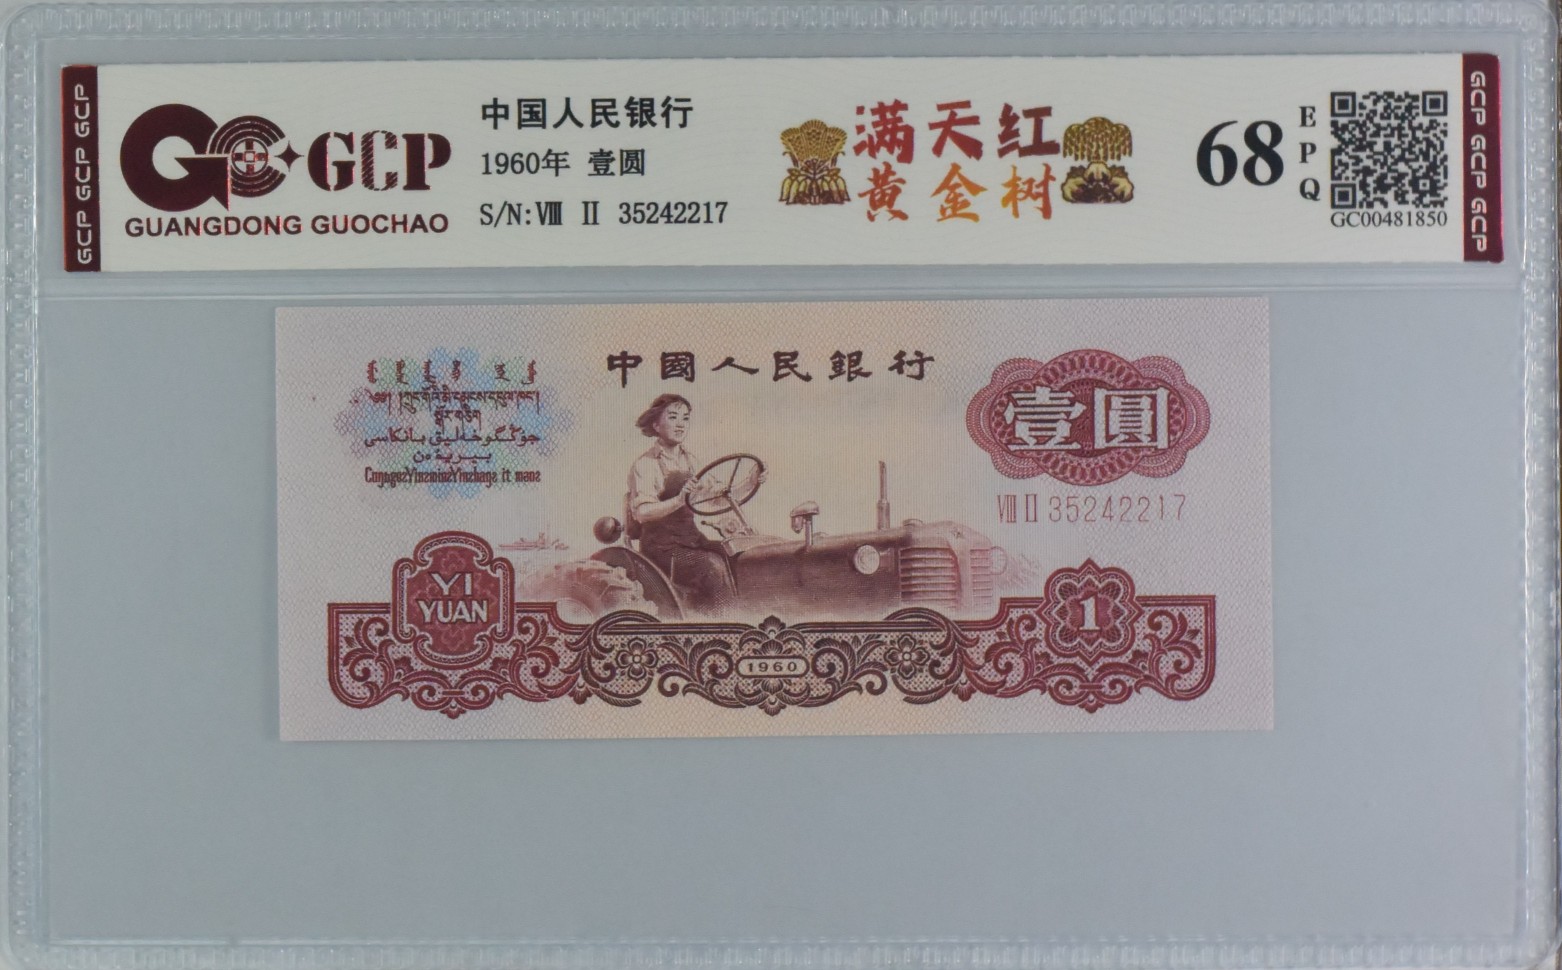 GCP GCP GCP
GCP
GUANGDONG GUOCHAO
中国人民银行
1960年 壹圆
S/N:Ⅷ Ⅱ 35242217
满天红
黄金树
68
EPQ
GC00481850
GCP GCP GCP
中國人民銀行
壹圓
Ⅷ Ⅱ 35242217
YI
YUAN
1960
1